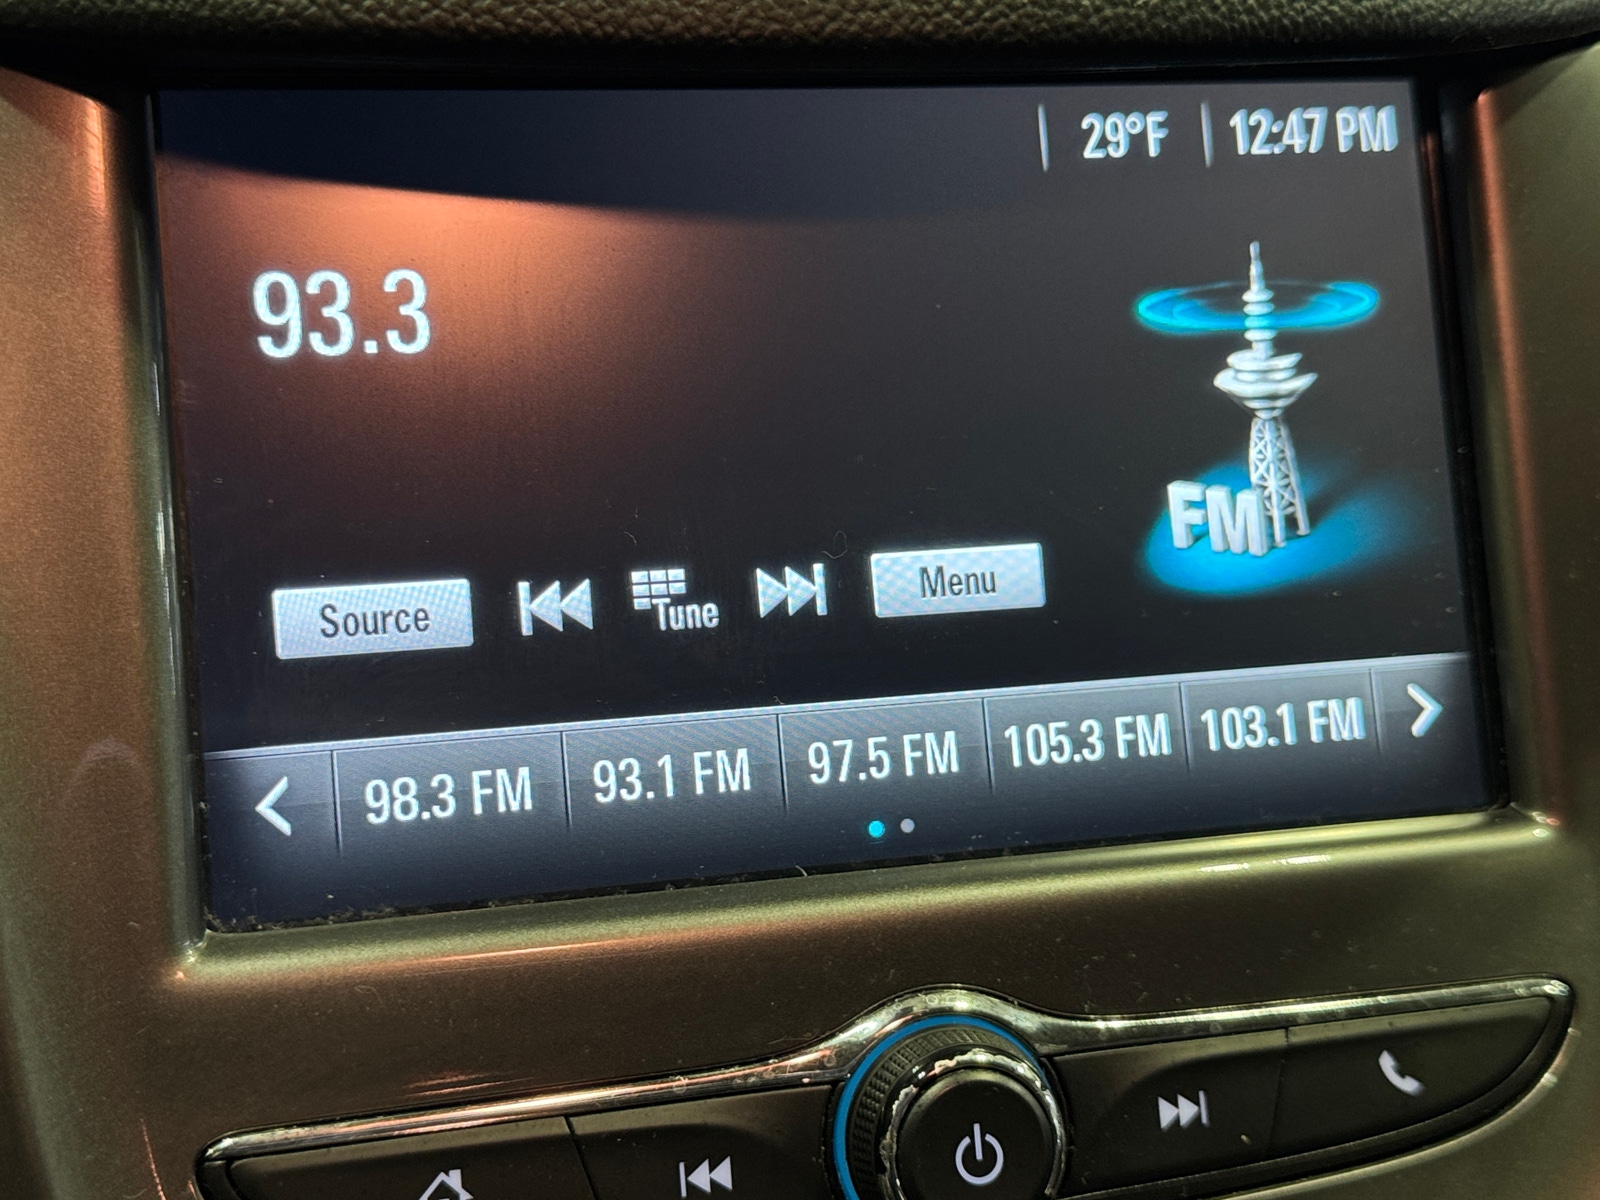 29°F 12:47 PM
93.3
FM
Source Tune Menu
98.3 FM 93.1 FM 97.5 FM 105.3 FM 103.1 FM